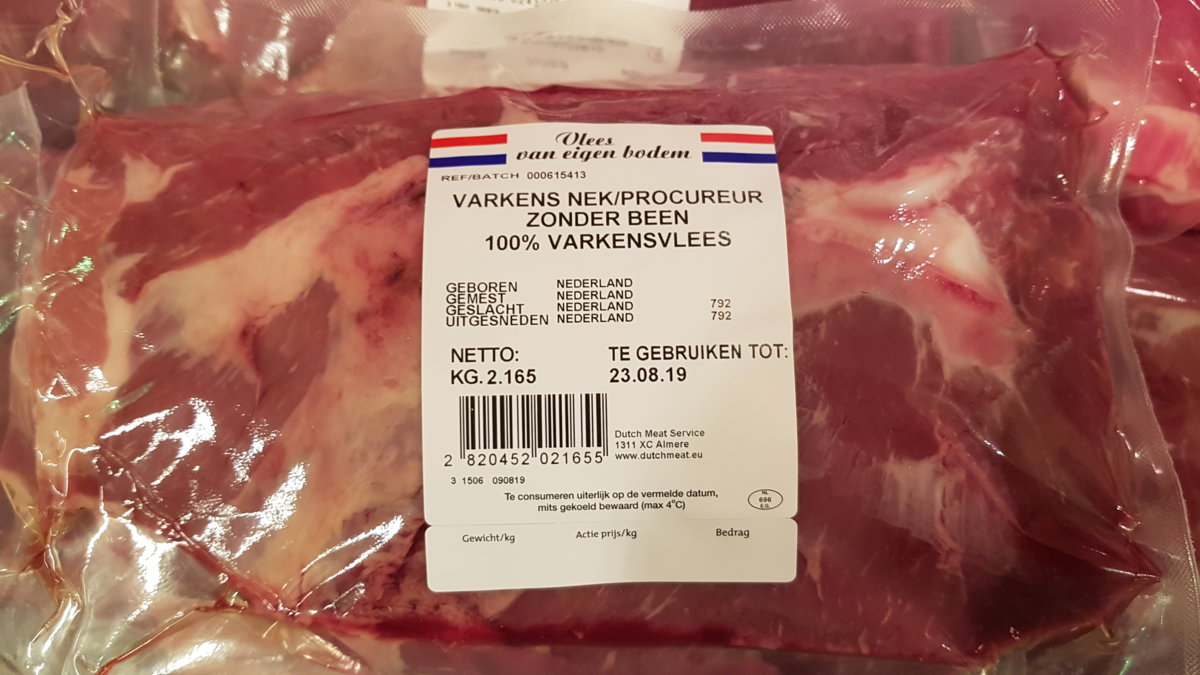 Vlees
van eigen bodem
REF/BATCH 000615413
VARKENS NEK/PROCUREUR
ZONDER BEEN
100% VARKENSVLEES
GEBOREN NEDERLAND
GEMEST NEDERLAND
GESLACHT NEDERLAND 792
UITGESNEDEN NEDERLAND 792
NETTO: TE GEBRUIKEN TOT:
KG.2.165 23.08.19
Dutch Meat Service
1311 XC Almere
www.dutchmeat.eu
2 820452 021655
3 1506 090819
Te consumeren uiterlijk op de vermelde datum,
mits gekoeld bewaard (max 4°C)
NL
696
E.G.
Gewicht/kg Actie prijs/kg Bedrag